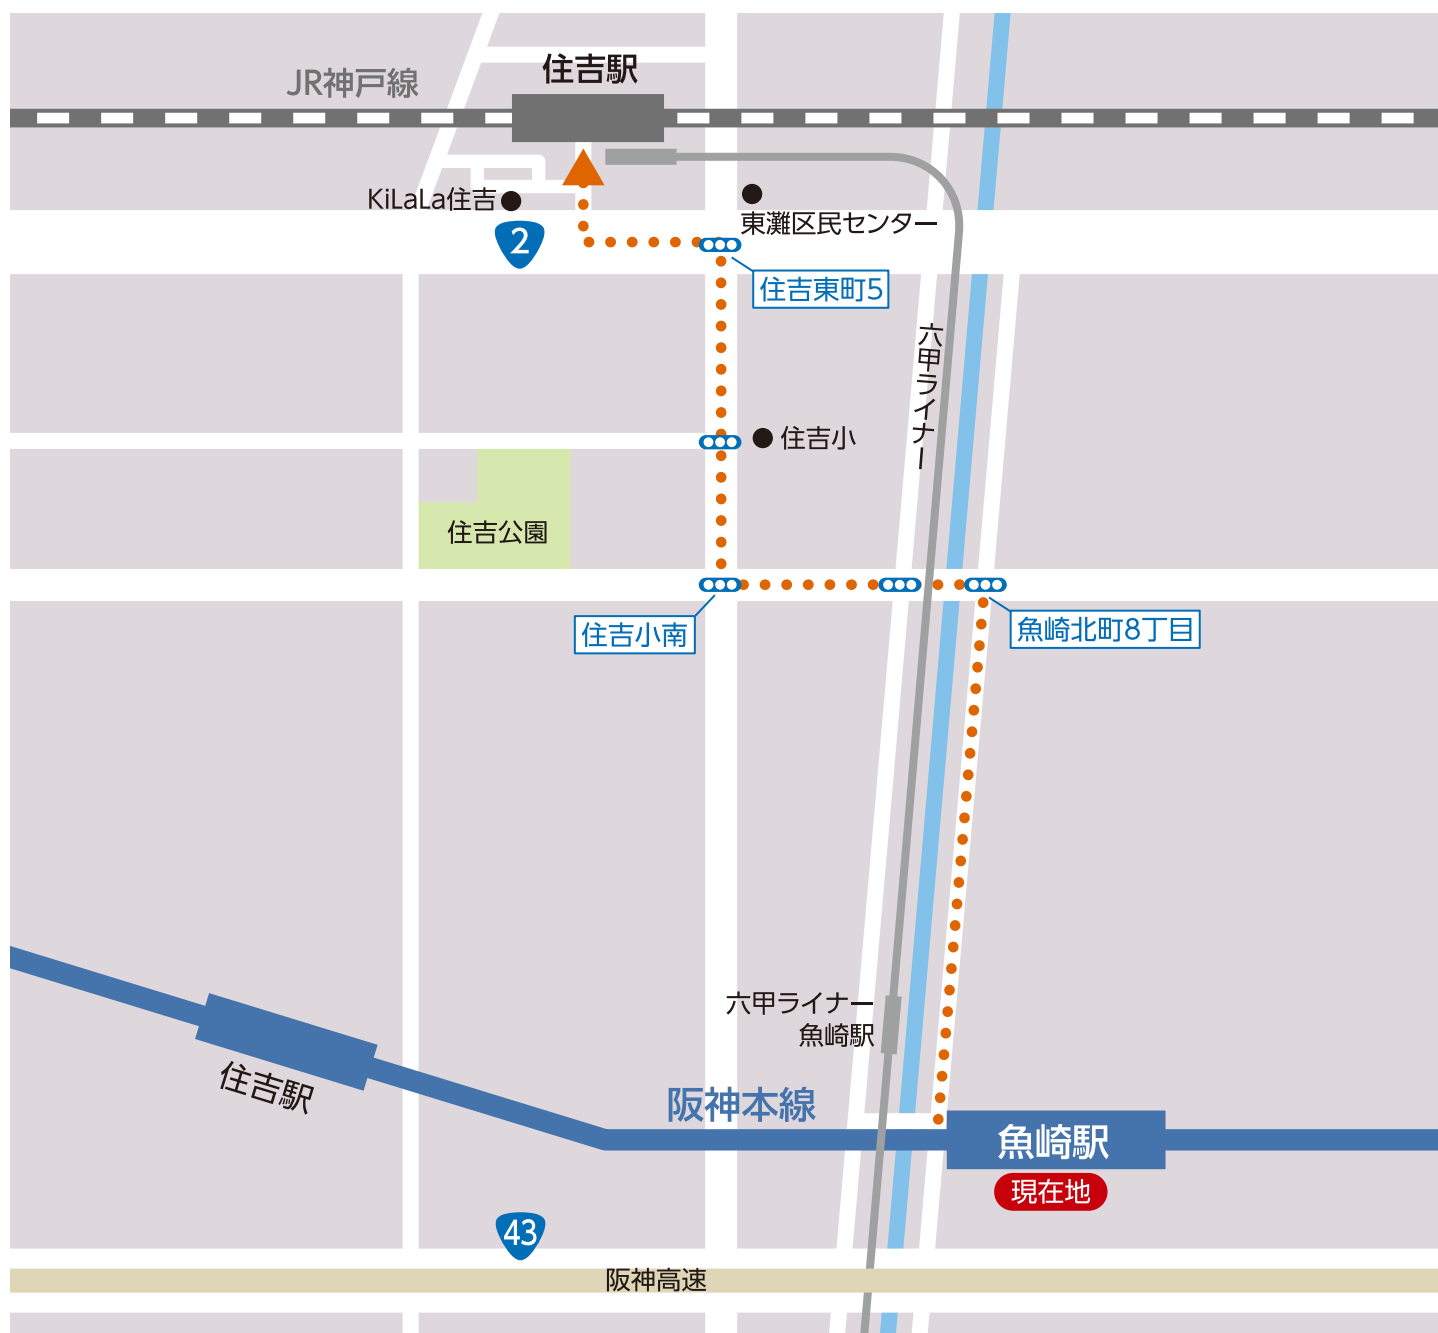 住吉駅
JR神戸線
KiLaLa住吉
東灘区民センター
2
住吉東町5
六甲ライナー
住吉小
住吉公園
住吉小南
魚崎北町8丁目
六甲ライナー
魚崎駅
住吉駅
阪神本線
魚崎駅
現在地
43
阪神高速